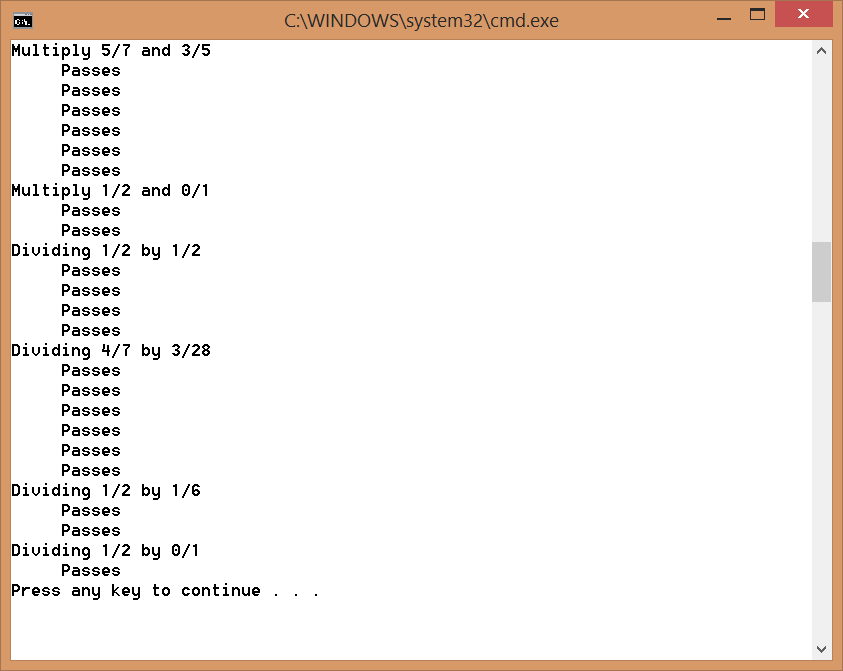 C:\WINDOWS\system32\cmd.exe
Multiply 5/7 and 3/5
Passes
Passes
Passes
Passes
Passes
Passes
Multiply 1/2 and 0/1
Passes
Passes
Dividing 1/2 by 1/2
Passes
Passes
Passes
Passes
Dividing 4/7 by 3/28
Passes
Passes
Passes
Passes
Passes
Passes
Dividing 1/2 by 1/6
Passes
Passes
Dividing 1/2 by 0/1
Passes
Press any key to continue . . .